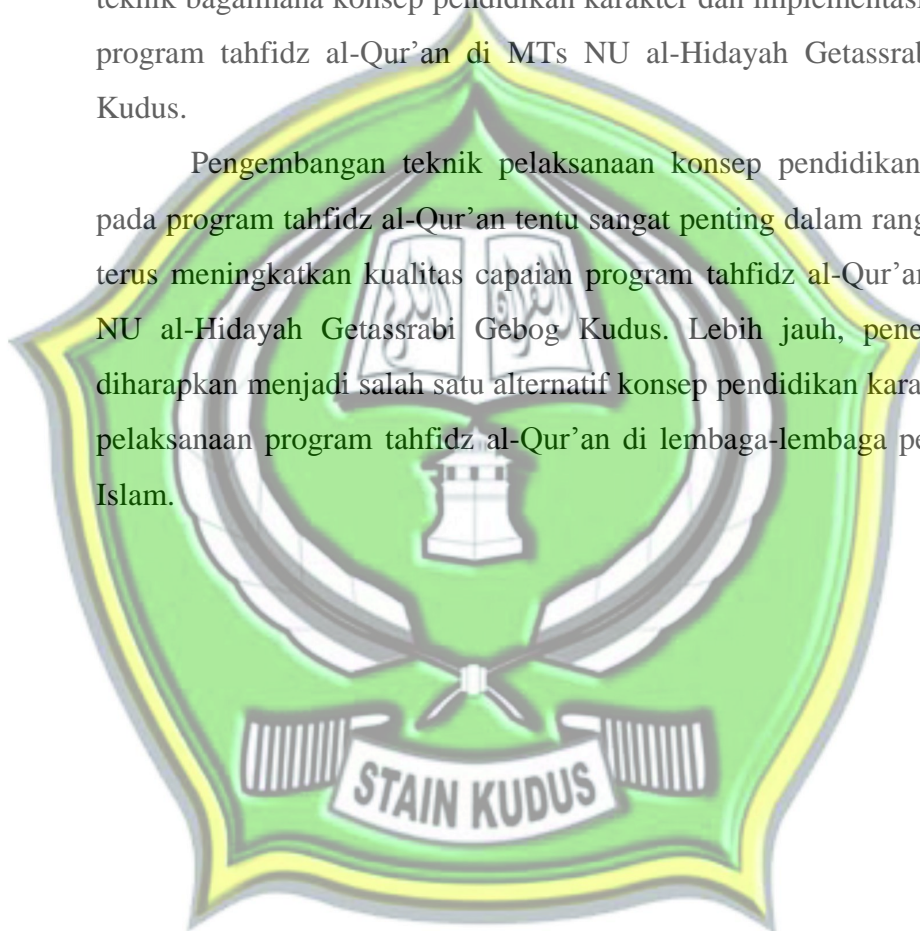 teknik bagaimana konsep pendidikan karakter dan implementasi
program tahfidz al-Qur’an di MTs NU al-Hidayah Getassrab
Kudus.
Pengembangan teknik pelaksanaan konsep pendidikan
pada program tahfidz al-Qur’an tentu sangat penting dalam rang
terus meningkatkan kualitas capaian program tahfidz al-Qur’an
NU al-Hidayah Getassrabi Gebog Kudus. Lebih jauh, pene
diharapkan menjadi salah satu alternatif konsep pendidikan kara
pelaksanaan program tahfidz al-Qur’an di lembaga-lembaga pe
Islam.
STAIN KUDUS